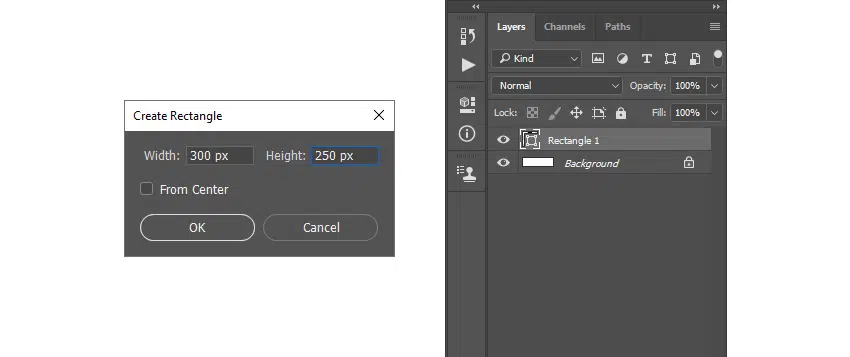 Create Rectangle
Width: 300 px Height: 250 px
From Center
OK Cancel
Layers Channels Paths
Kind
Normal Opacity: 100%
Lock: Fill: 100%
Rectangle 1
Background